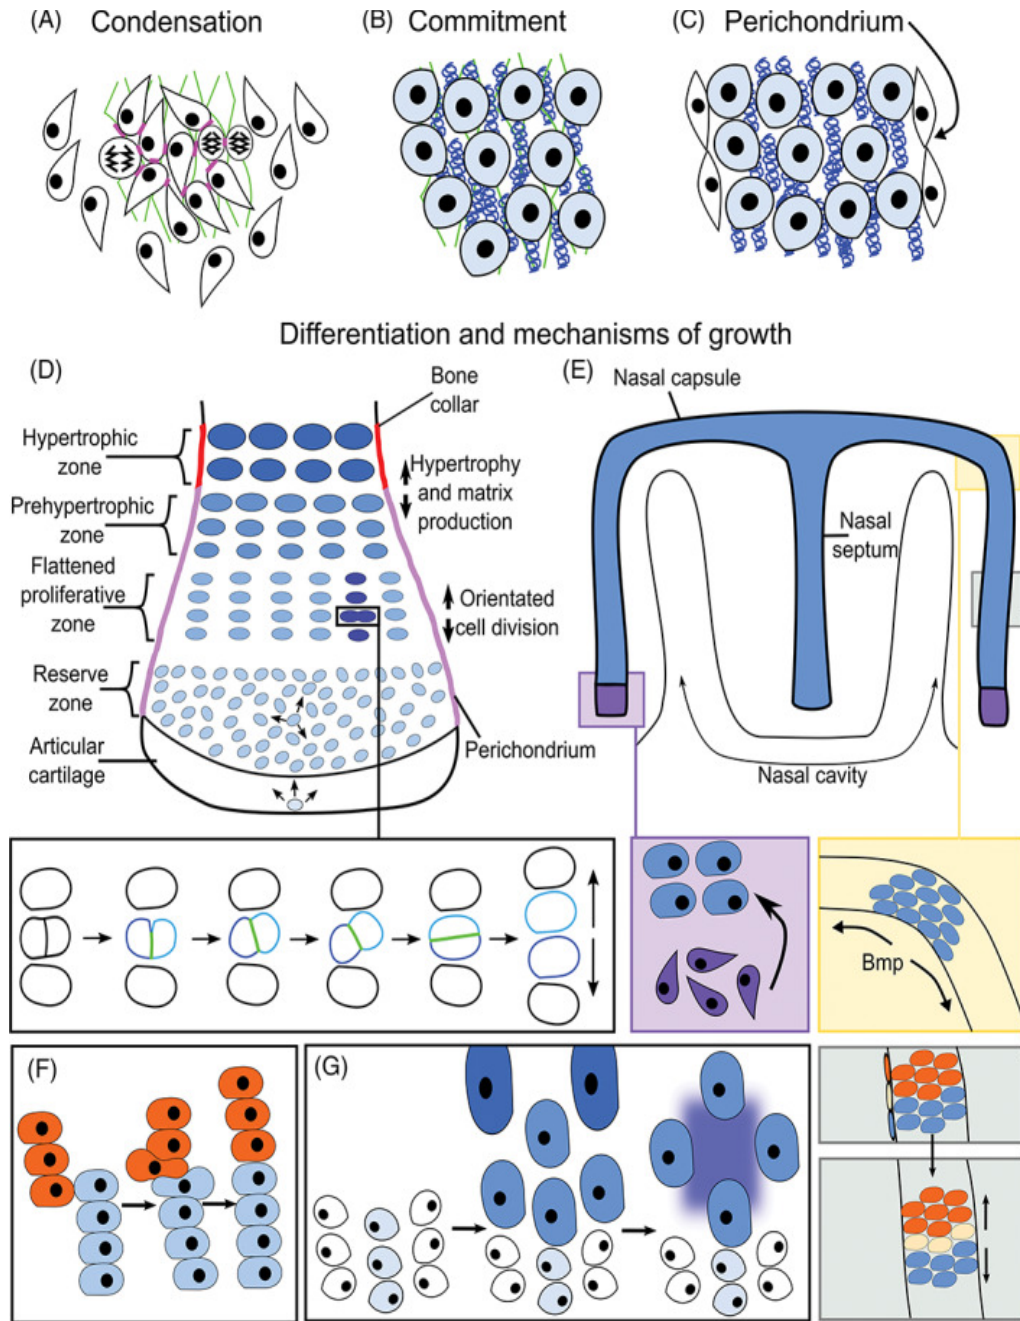 (A) Condensation
(B) Commitment
(C) Perichondrium
Differentiation and mechanisms of growth
(D)
Bone
collar
Hypertrophic
zone
Hypertrophy
and matrix
production
Prehypertrophic
zone
Flattened
proliferative
zone
Orientated
cell division
Reserve
zone
Articular
cartilage
Perichondrium
(E)
Nasal capsule
Nasal
septum
Nasal cavity
Bmp
(F)
(G)